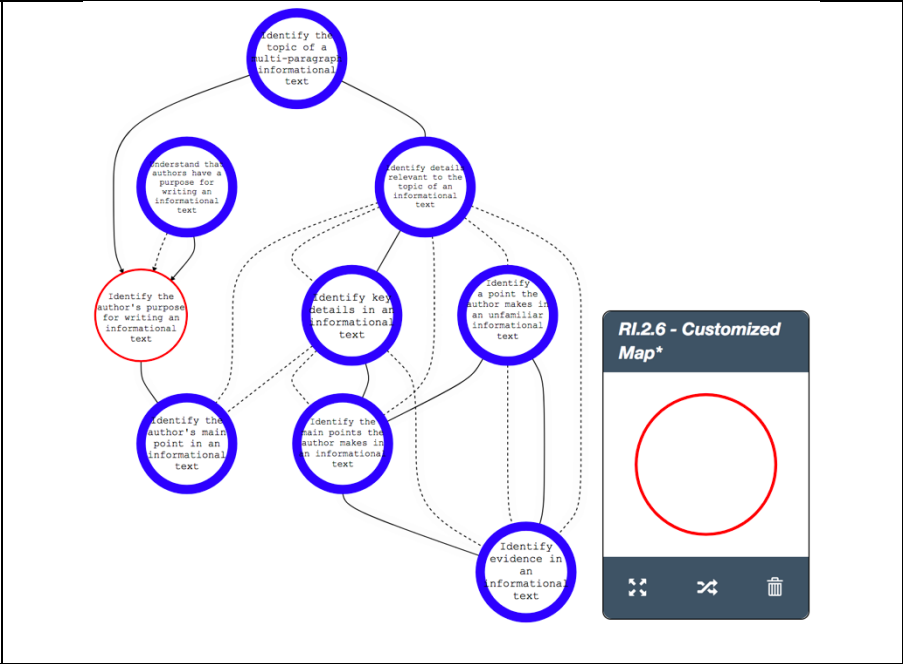 Identify the
topic of a
multi-paragraph
informational
text
Understand that
authors have a
purpose for
writing an
informational
text
Identify details
relevant to the
topic of an
informational
text
Identify the
author's purpose
for writing an
informational
text
Identify key
details in an
informational
text
Identify
a point the
author makes in
an unfamiliar
informational
text
RI.2.6 - Customized
Map*
Identify the
author's main
point in an
informational
text
Identify the
main points the
author makes in
an informational
text
Identify
evidence in
an
informational
text